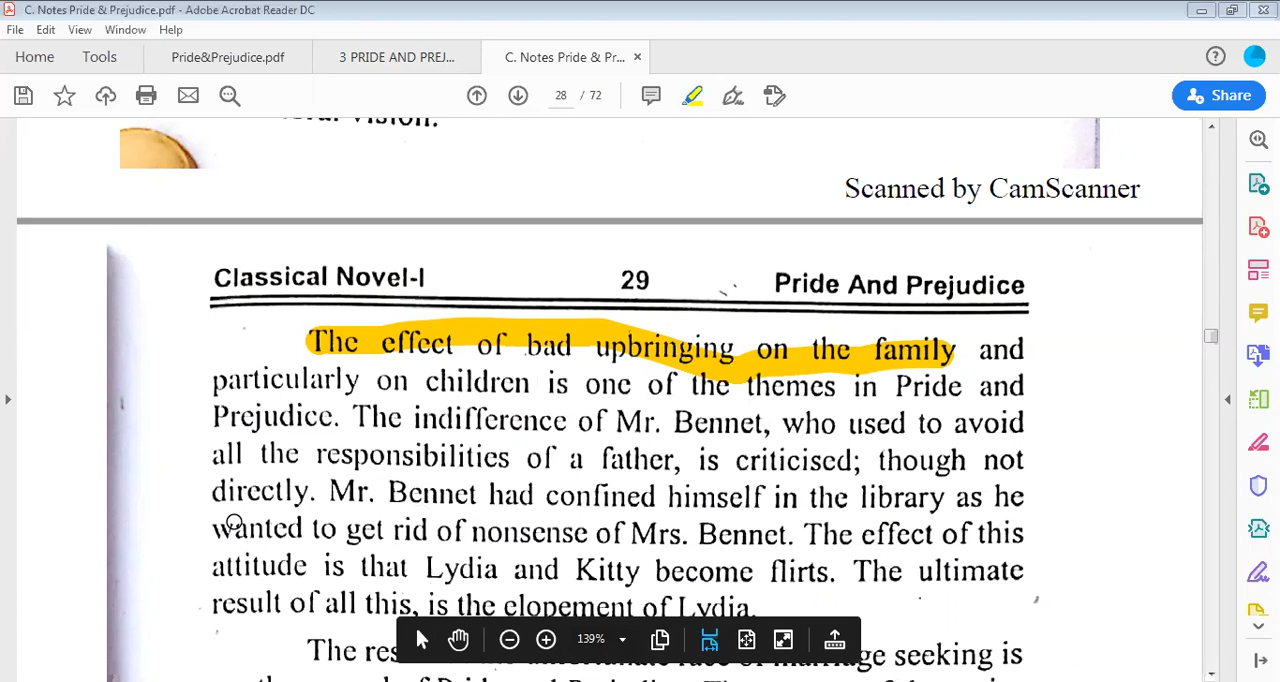 C. Notes Pride & Prejudice.pdf - Adobe Acrobat Reader DC
File Edit View Window Help
Home Tools Pride&Prejudice.pdf 3 PRIDE AND PREJ... C. Notes Pride & Pr... ×
28 / 72 Share
vision.
Scanned by CamScanner
Classical Novel-I 29 Pride And Prejudice
The effect of bad upbringing on the family and
particularly on children is one of the themes in Pride and
Prejudice. The indifference of Mr. Bennet, who used to avoid
all the responsibilities of a father, is criticised; though not
directly. Mr. Bennet had confined himself in the library as he
wanted to get rid of nonsense of Mrs. Bennet. The effect of this
attitude is that Lydia and Kitty become flirts. The ultimate
result of all this, is the elopement of Lydia.
139%
The of marriage seeking is